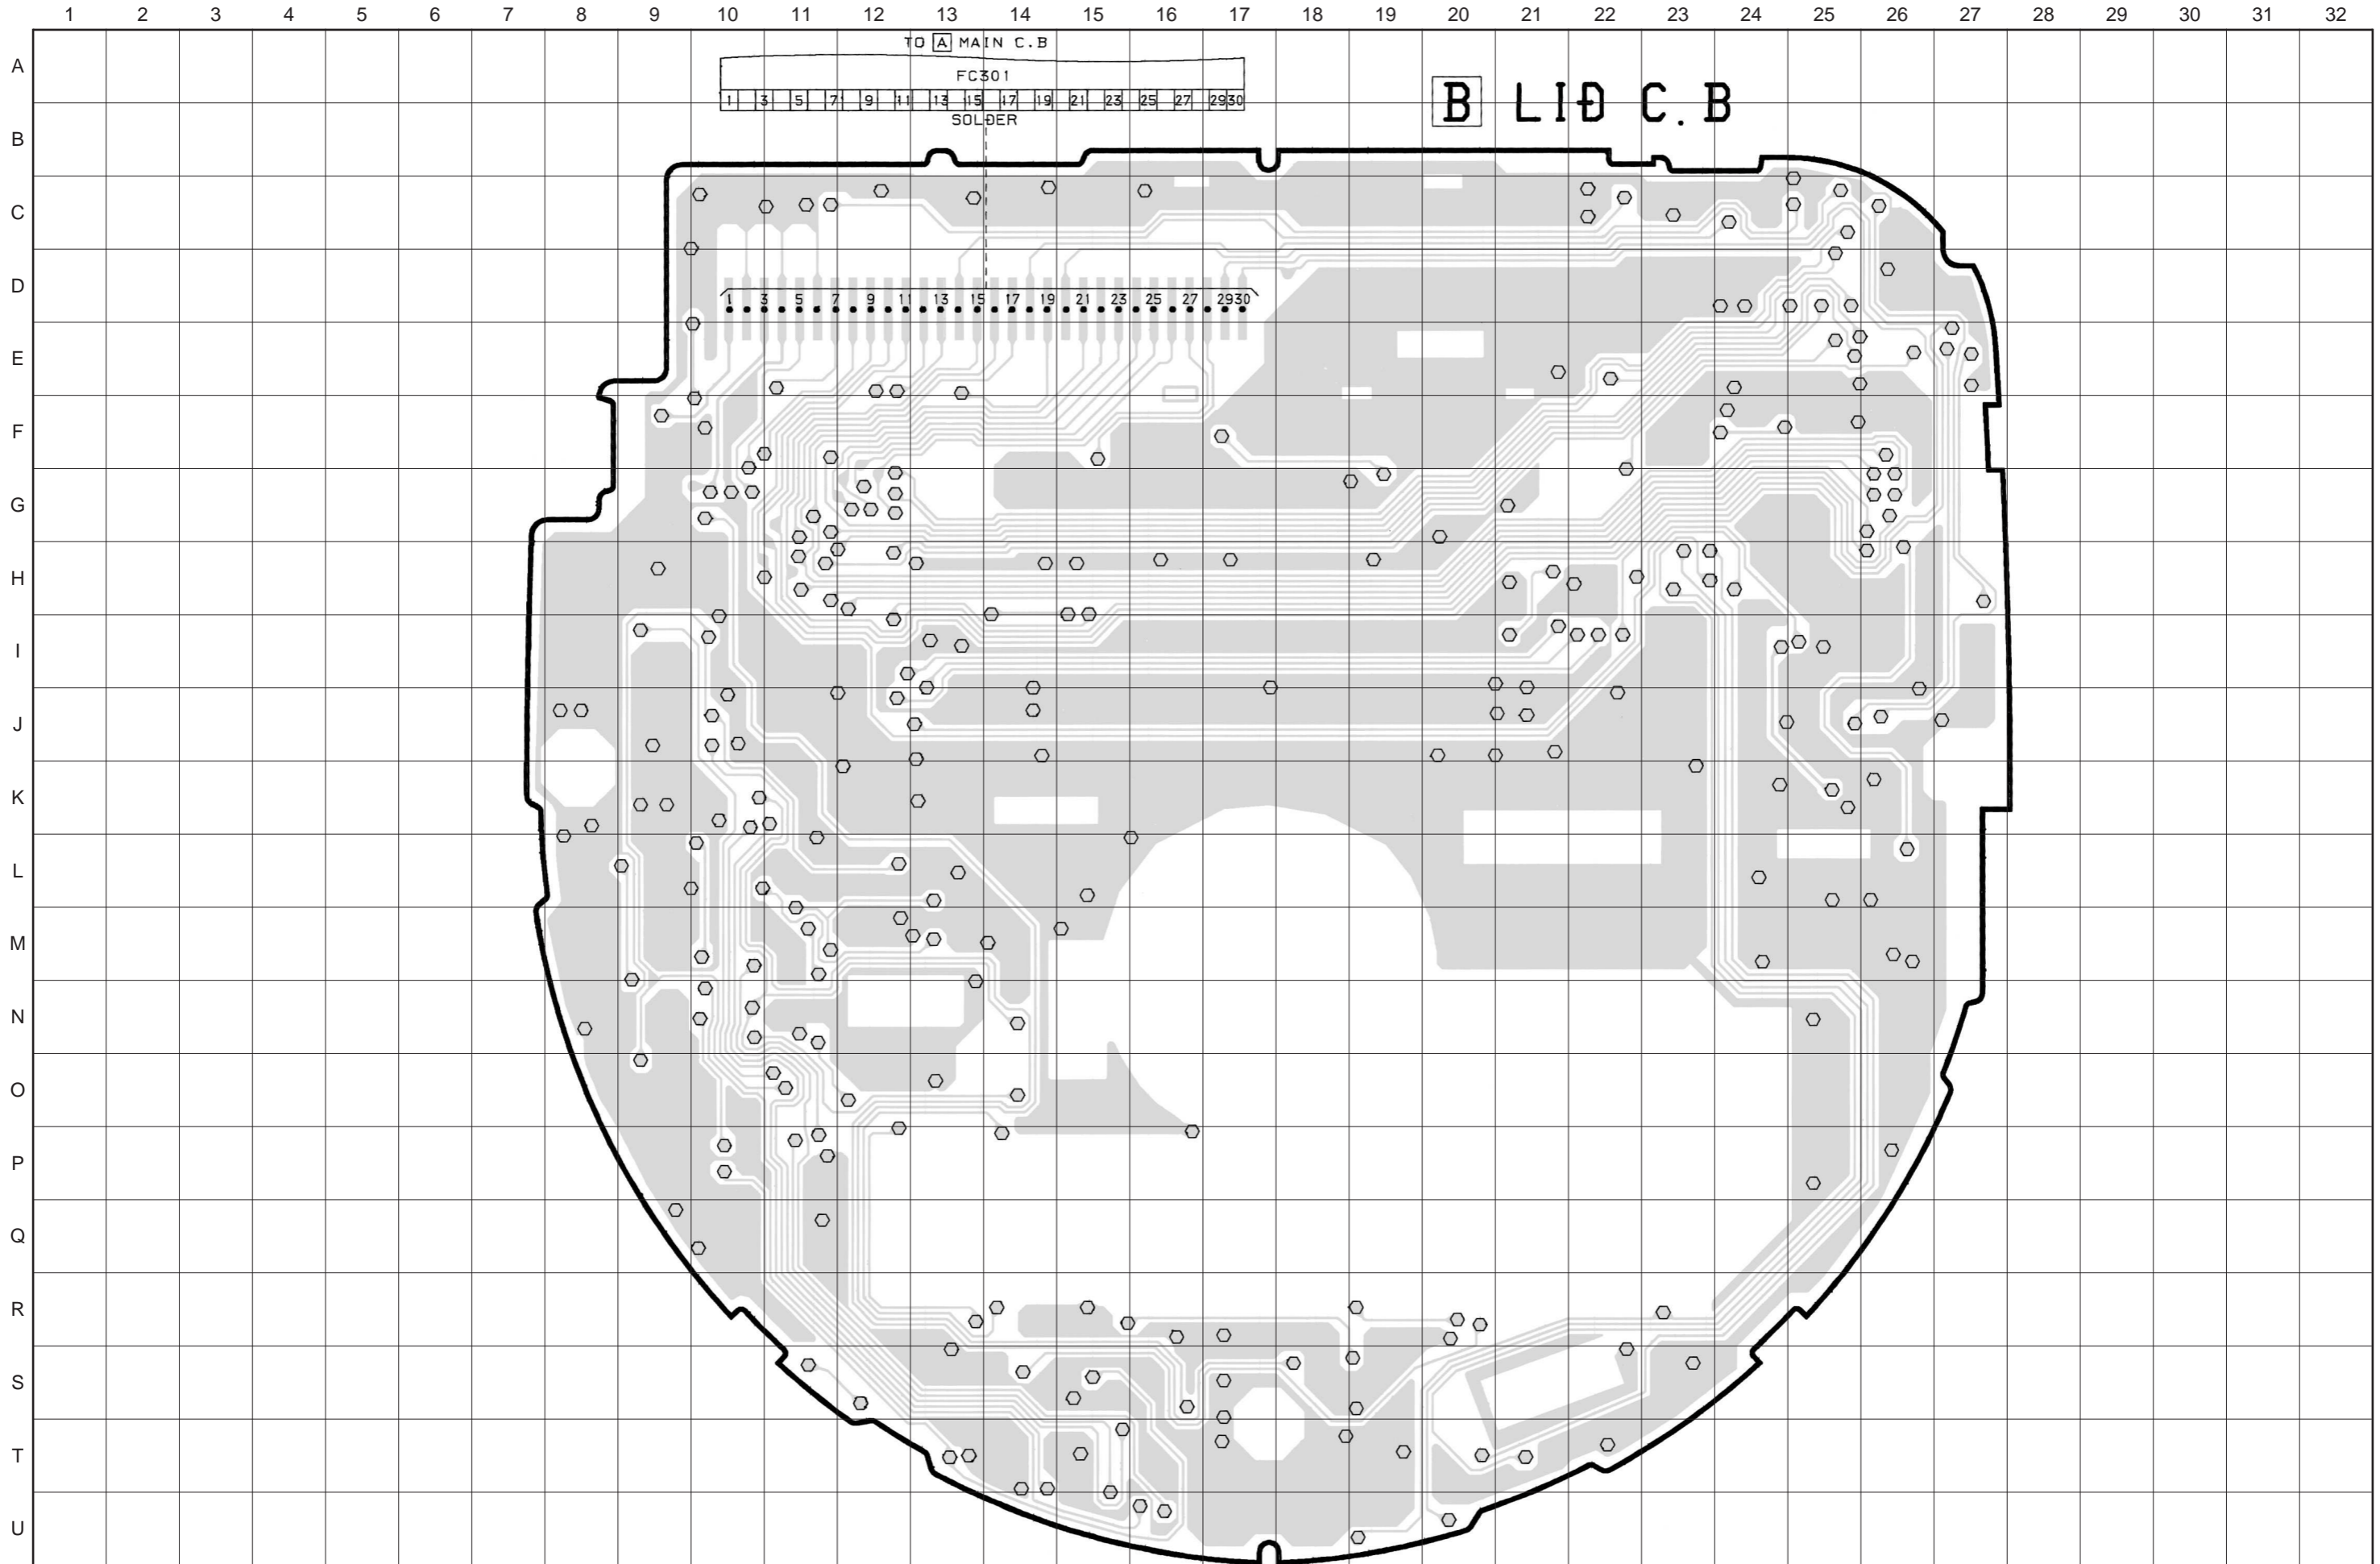 1 2 3 4 5 6 7 8 9 10 11 12 13 14 15 16 17 18 19 20 21 22 23 24 25 26 27 28 29 30 31 32
TO A MAIN C.B
A
FC301
B LID C.B
1 3 5 7 9 11 13 15 17 19 21 23 25 27 29 30
SOLDER
B
C
D
1 3 5 7 9 11 13 15 17 19 21 23 25 27 29 30
E
F
G
H
I
J
K
L
M
N
O
P
Q
R
S
T
U